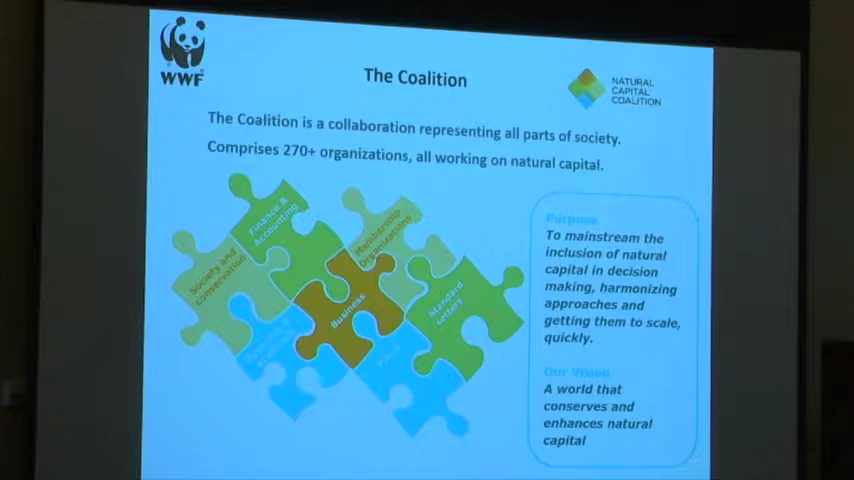 WWF
The Coalition
NATURAL
CAPITAL
COALITION
The Coalition is a collaboration representing all parts of society.
Comprises 270+ organizations, all working on natural capital.
Finance &
Accounting
Membership
Organizations
Society and
conservation
Business
Standard
setters
Policy
Purpose
To mainstream the
inclusion of natural
capital in decision
making, harmonizing
approaches and
getting them to scale,
quickly.
Our Vision
A world that
conserves and
enhances natural
capital